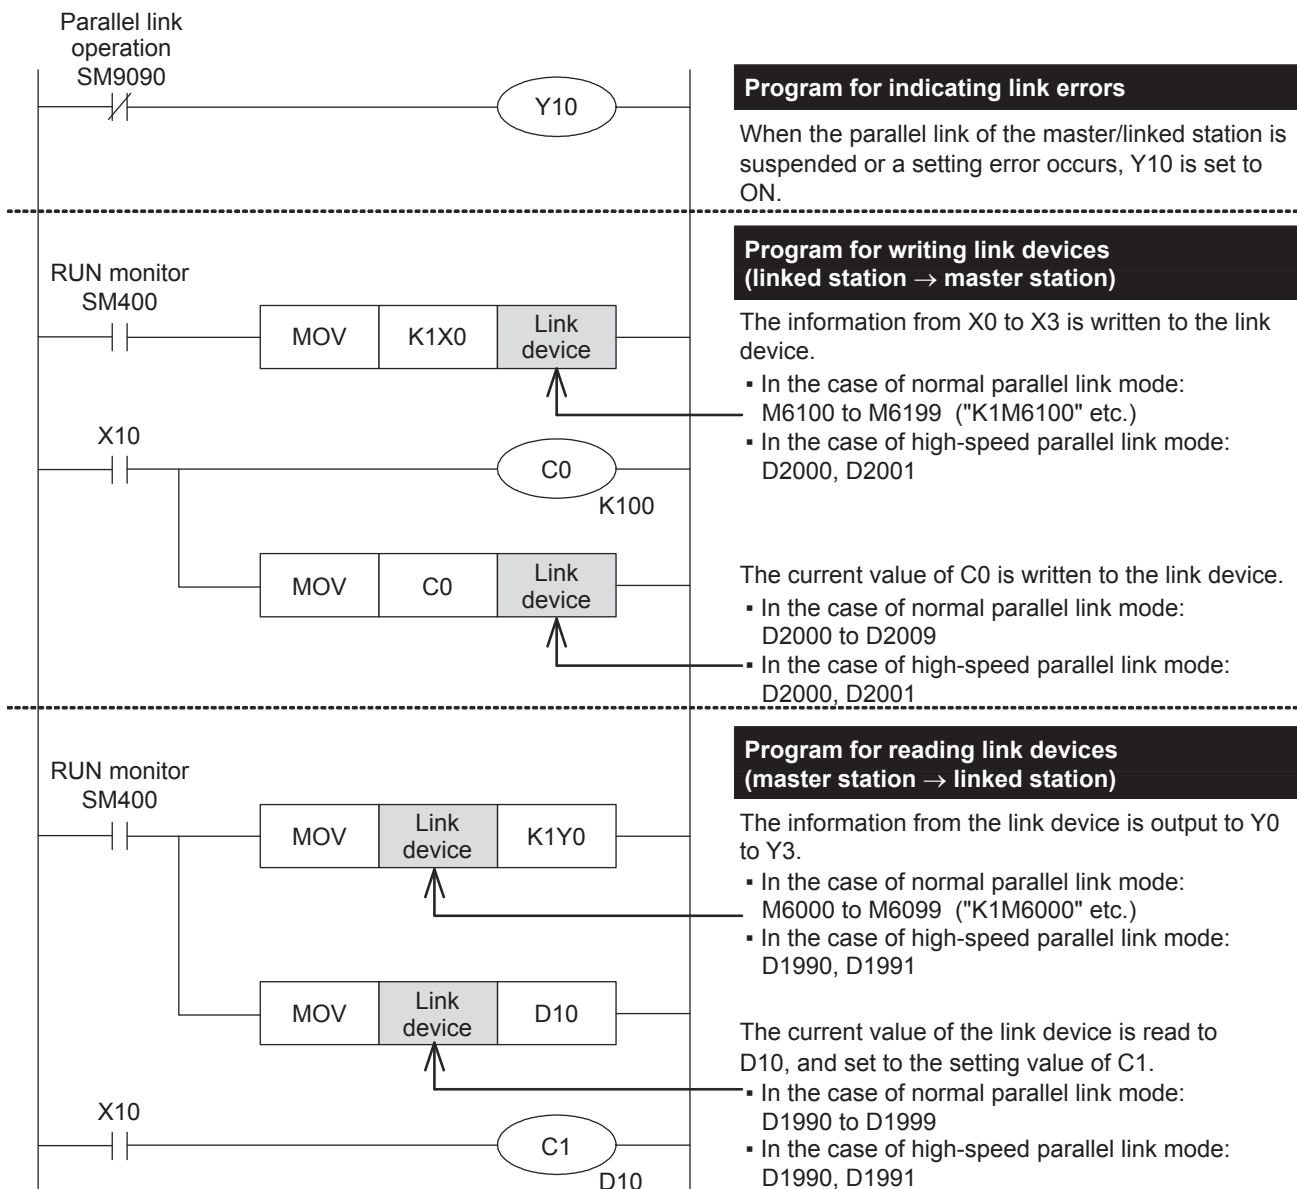 Parallel link
operation
SM9090
Y10
Program for indicating link errors
When the parallel link of the master/linked station is
suspended or a setting error occurs, Y10 is set to
ON.
RUN monitor
SM400
MOV K1X0 Link device
Program for writing link devices
(linked station → master station)
The information from X0 to X3 is written to the link
device.
▪ In the case of normal parallel link mode:
M6100 to M6199 ("K1M6100" etc.)
▪ In the case of high-speed parallel link mode:
D2000, D2001
X10
C0
K100
MOV C0 Link device
The current value of C0 is written to the link device.
▪ In the case of normal parallel link mode:
D2000 to D2009
▪ In the case of high-speed parallel link mode:
D2000, D2001
RUN monitor
SM400
MOV Link device K1Y0
Program for reading link devices
(master station → linked station)
The information from the link device is output to Y0
to Y3.
▪ In the case of normal parallel link mode:
M6000 to M6099 ("K1M6000" etc.)
▪ In the case of high-speed parallel link mode:
D1990, D1991
MOV Link device D10
The current value of the link device is read to
D10, and set to the setting value of C1.
▪ In the case of normal parallel link mode:
D1990 to D1999
▪ In the case of high-speed parallel link mode:
D1990, D1991
X10
C1
D10